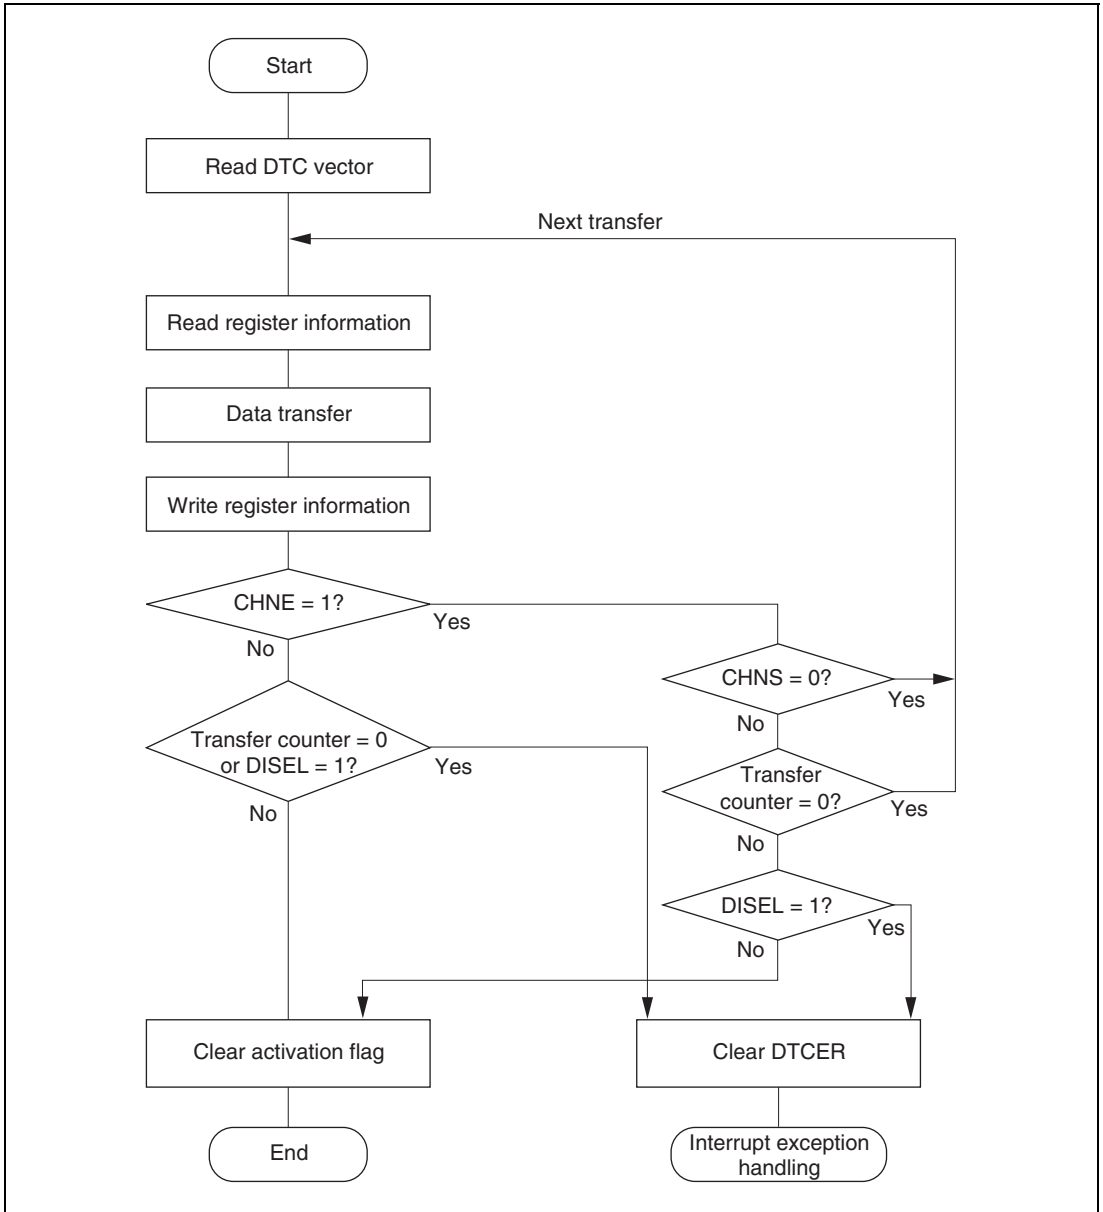 Start
Read DTC vector
Next transfer
Read register information
Data transfer
Write register information
CHNE = 1?
Yes
No
CHNS = 0?
Yes
No
Transfer counter = 0
or DISEL = 1?
Yes
No
Transfer
counter = 0?
Yes
No
DISEL = 1?
Yes
No
Clear activation flag
Clear DTCER
End
Interrupt exception
handling